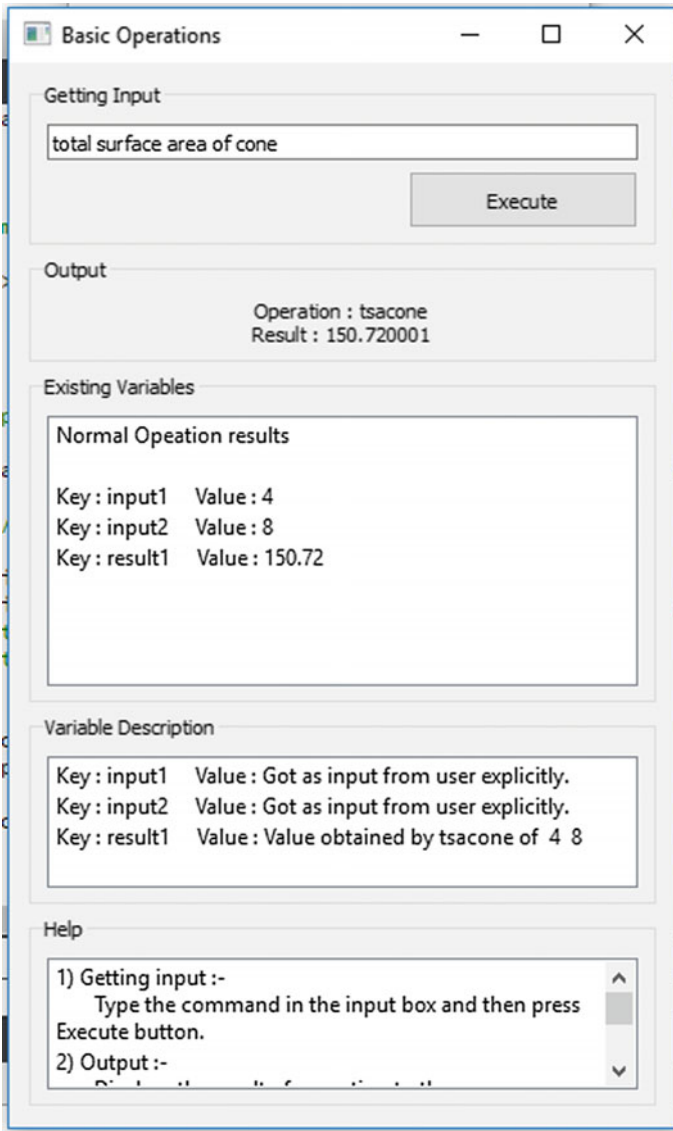 Basic Operations
Getting Input
total surface area of cone
Execute
Output
Operation : tsacone
Result : 150.720001
Existing Variables
Normal Opeation results
Key : input1 Value : 4
Key : input2 Value : 8
Key : result1 Value : 150.72
Variable Description
Key : input1 Value : Got as input from user explicitly.
Key : input2 Value : Got as input from user explicitly.
Key : result1 Value : Value obtained by tsacone of 4 8
Help
1) Getting input :-
Type the command in the input box and then press
Execute button.
2) Output :-